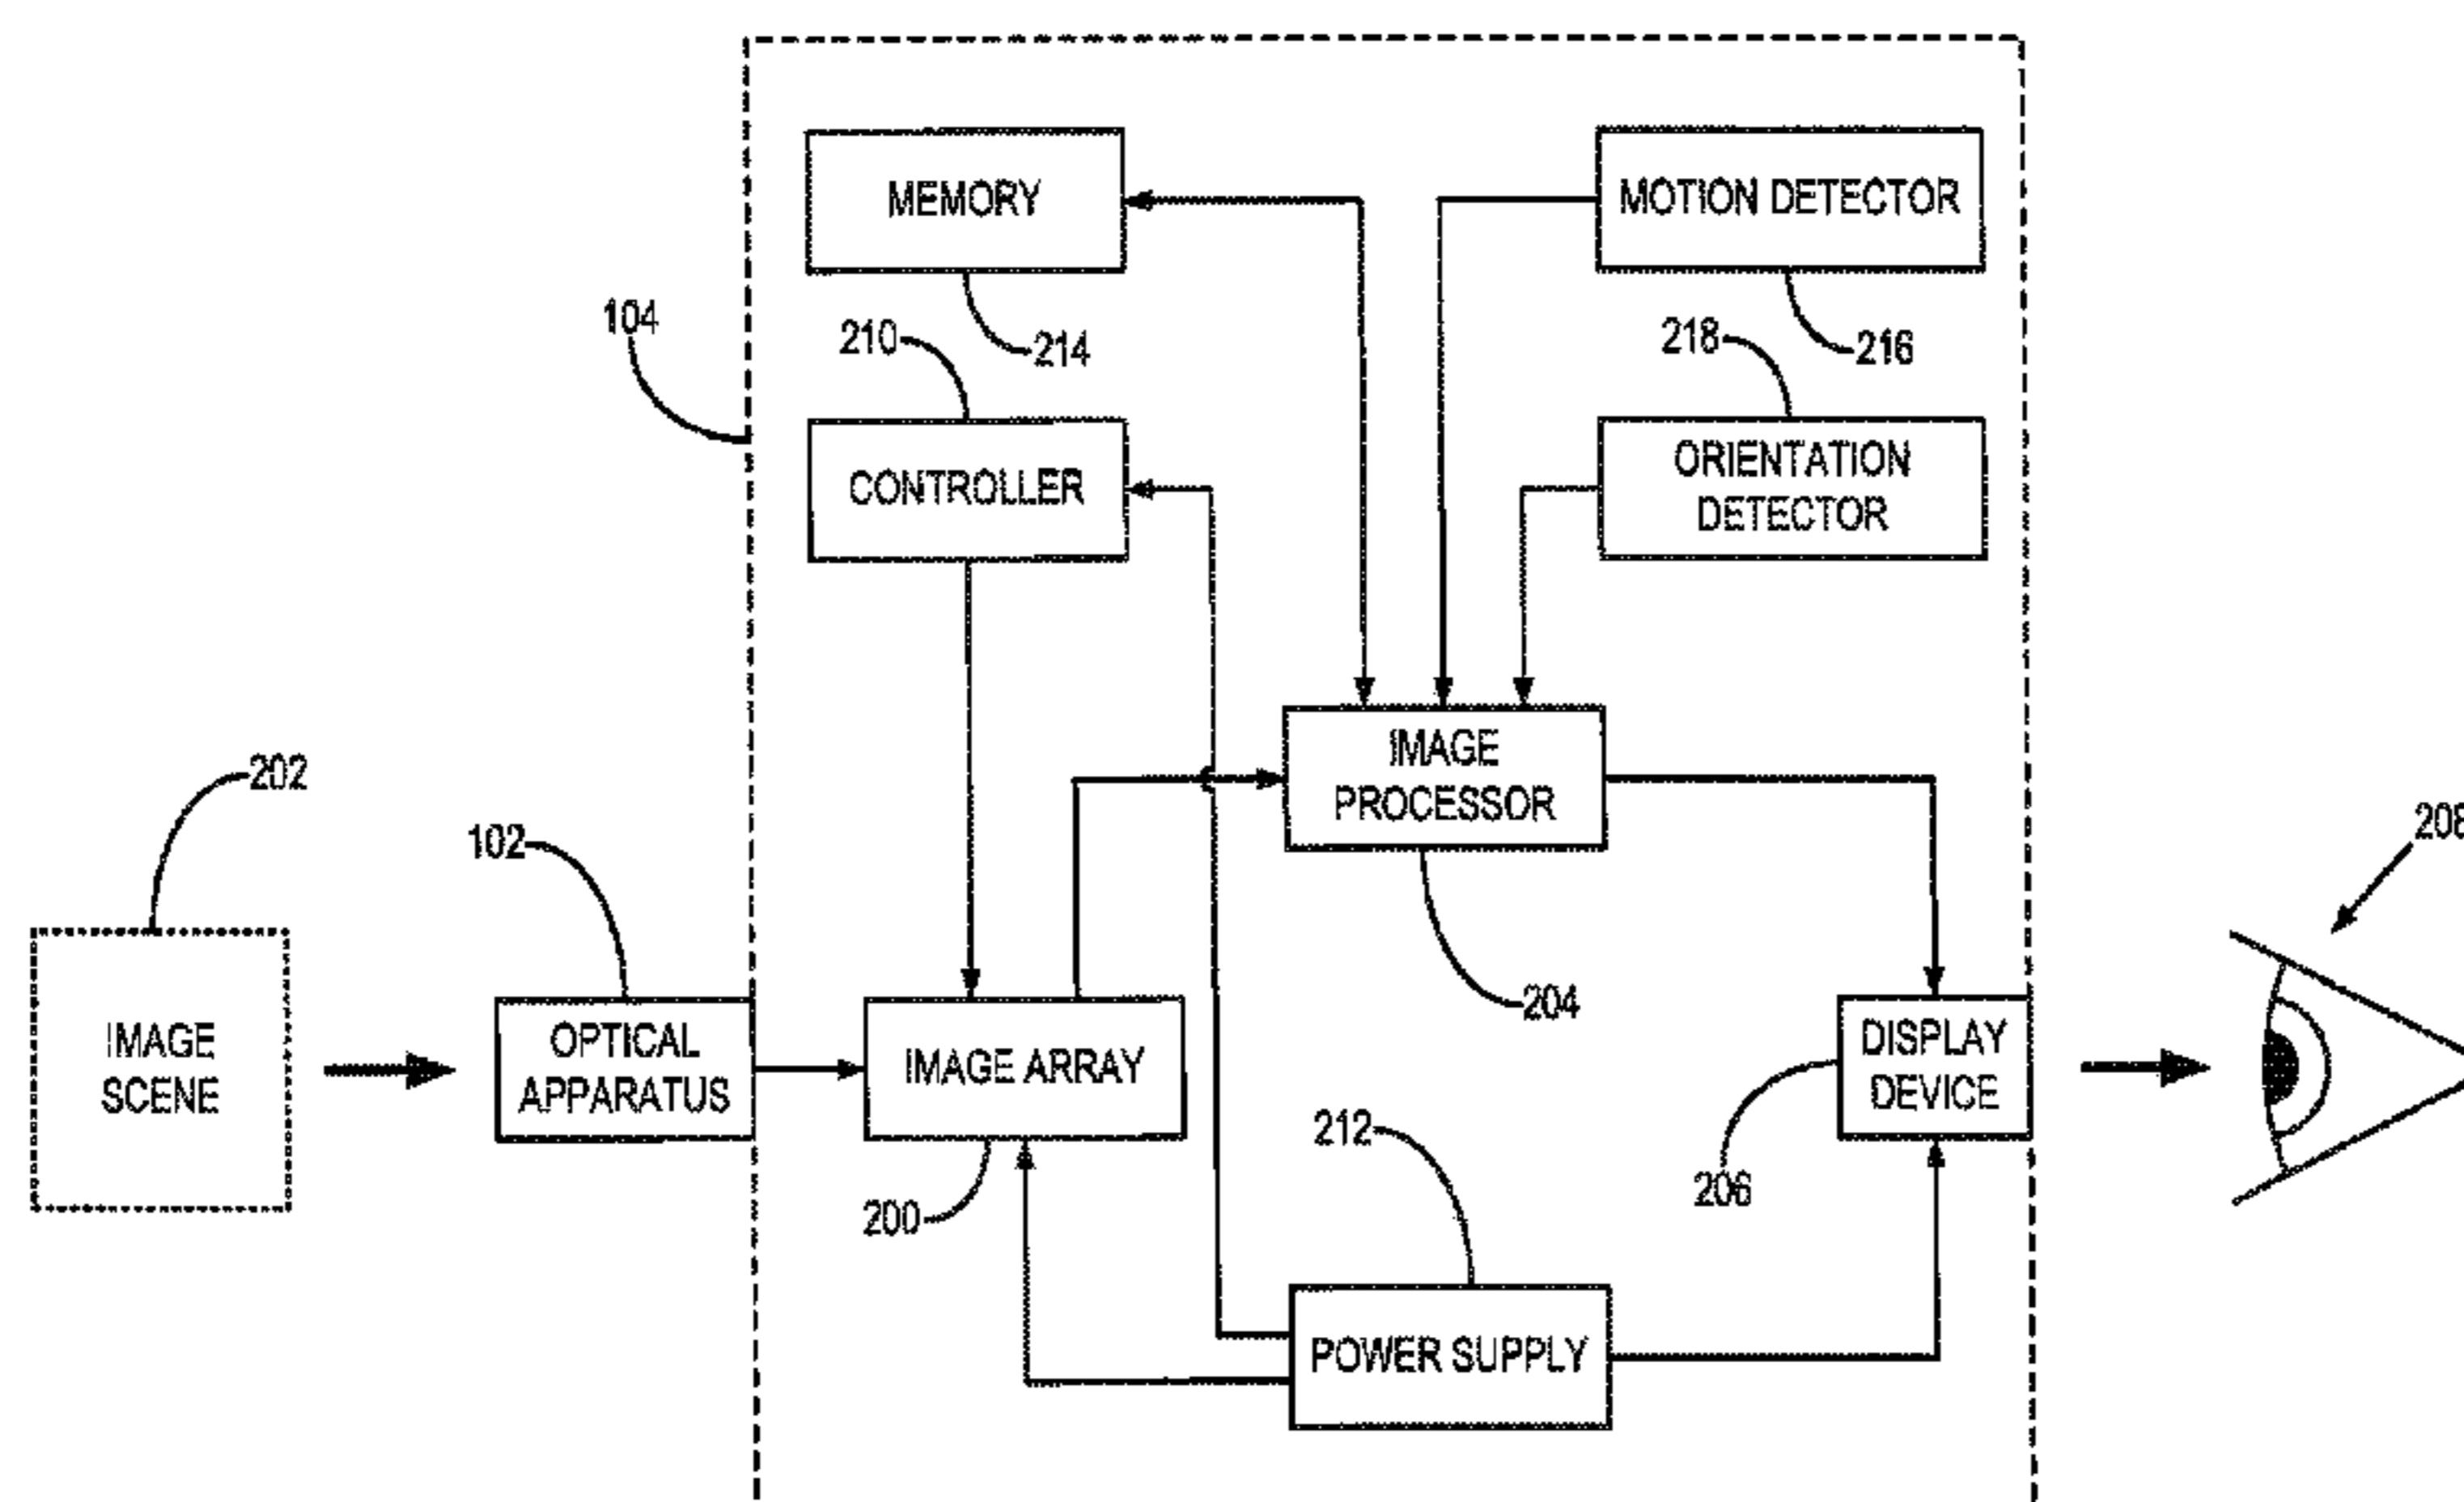 MEMORY
MOTION DETECTOR
104
210
214
218
216
CONTROLLER
ORIENTATION
DETECTOR
202
102
IMAGE
PROCESSOR
208
204
IMAGE
SCENE
OPTICAL
APPARATUS
IMAGE ARRAY
DISPLAY
DEVICE
212
206
200
POWER SUPPLY